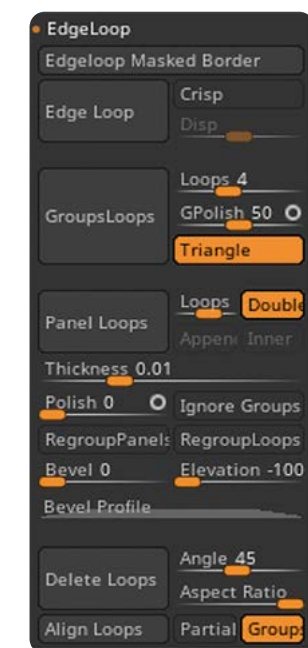 EdgeLoop
Edgeloop Masked Border
Edge Loop
Crisp
Disp
GroupsLoops
Loops 4
GPolish 50
Triangle
Panel Loops
Loops Double
Append Inner
Thickness 0.01
Polish 0 Ignore Groups
RegroupPanels RegroupLoops
Bevel 0 Elevation -100
Bevel Profile
Delete Loops
Angle 45
Aspect Ratio
Align Loops Partial Groups